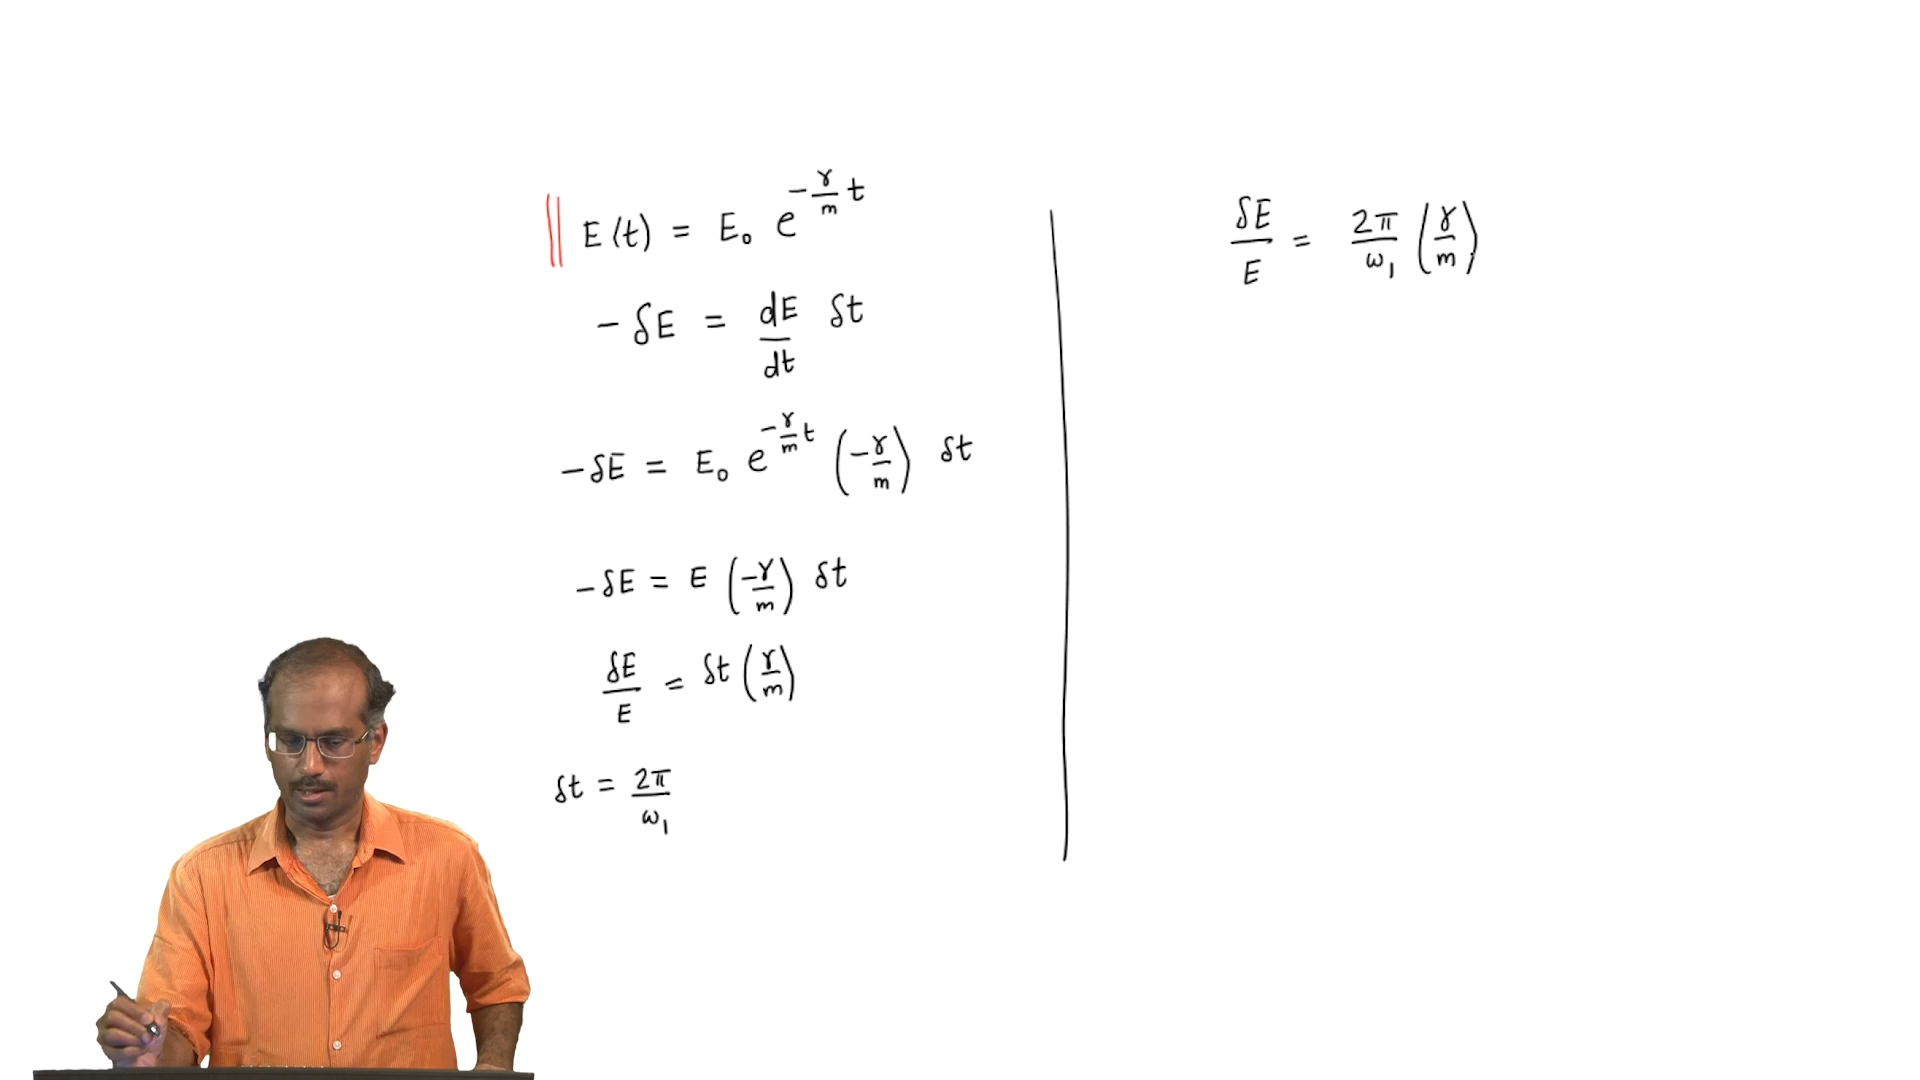 E(t) = E₀ e^{-γ/m t}
-δE = dE/dt δt
-δE = E₀ e^{-γ/m t} (-γ/m) δt
-δE = E (-γ/m) δt
δE/E = δt (γ/m)
δt = 2π/ω₁
δE/E = 2π/ω₁ (γ/m)